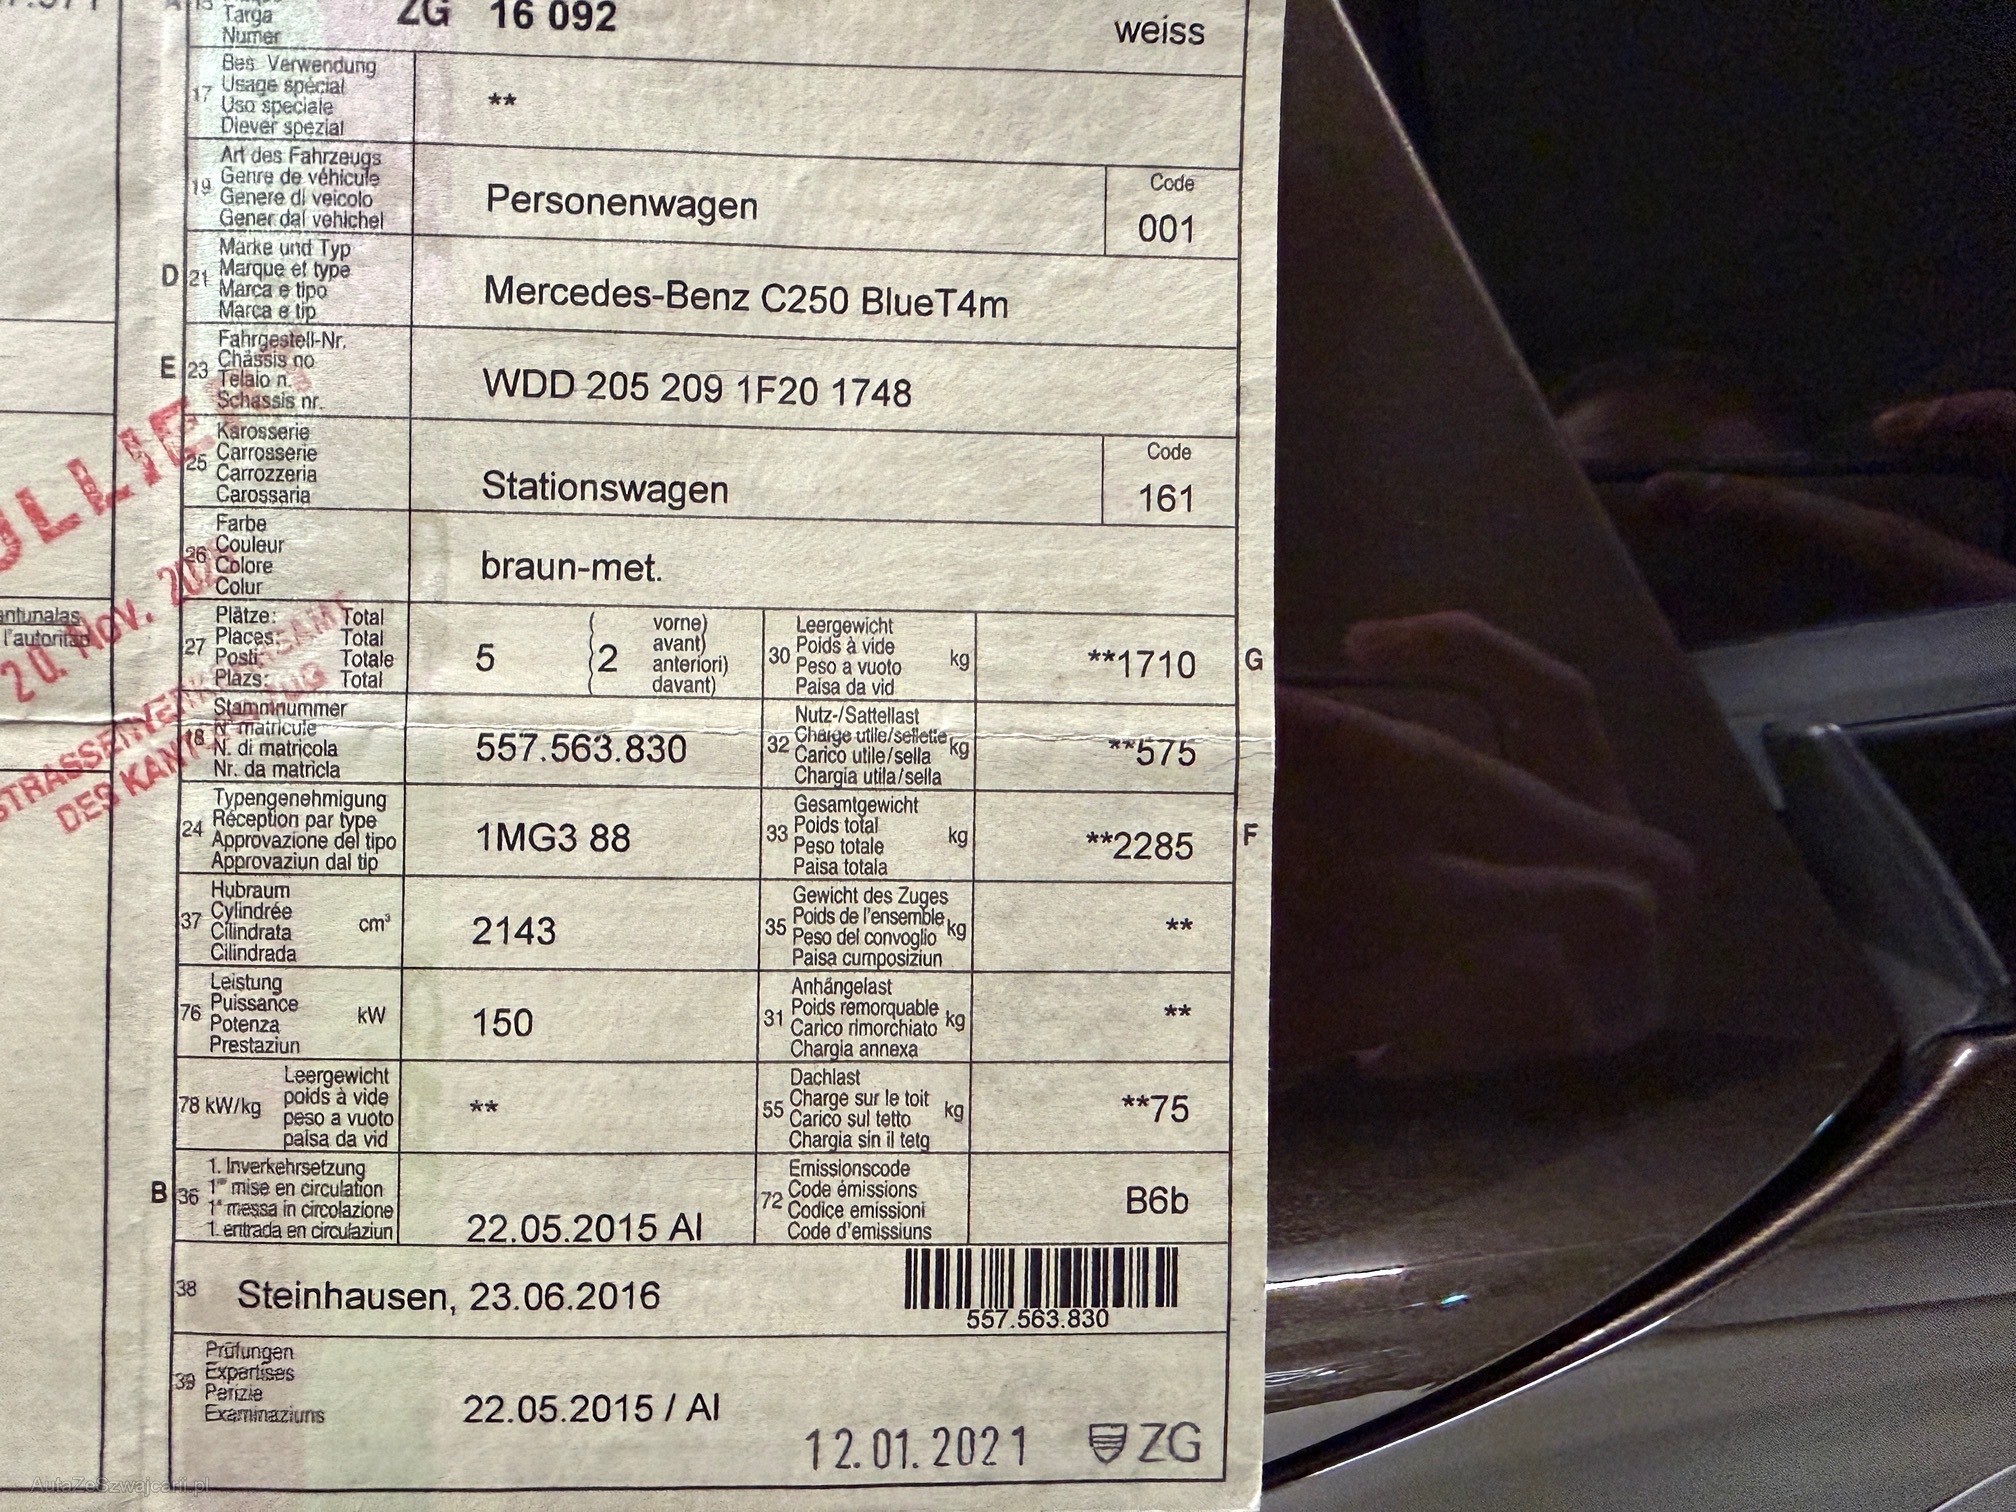 Targa
Numer
ZG 16 092
weiss
17
Bes. Verwendung
Usage spécial
Uso speciale
Diever spezial
**
19
Art des Fahrzeugs
Genre de véhicule
Genere di veicolo
Gener dal vehichel
Personenwagen
Code
001
D
21
Marke und Typ
Marque et type
Marca e tipo
Marca e tip
Mercedes-Benz C250 BlueT4m
E
23
Fahrgestell-Nr.
Châssis no
Telaio n.
Schassis nr.
WDD 205 209 1F20 1748
25
Karosserie
Carrosserie
Carrozzeria
Carossaria
Stationswagen
Code
161
26
Farbe
Couleur
Colore
Colur
braun-met.
27
Plätze: Total
Places: Total
Posti: Totale
Plazs: Total
5
2
vorne)
avant)
anteriori)
davant)
30
Leergewicht
Poids à vide
Peso a vuoto
Paisa da vid
kg
**1710
G
18
Stammnummer
N° matricule
N. di matricola
Nr. da matricla
557.563.830
32
Nutz-/Sattellast
Charge utile/sellette
Carico utile/sella
Chargia utila/sella
kg
**575
24
Typengenehmigung
Réception par type
Approvazione del tipo
Approvaziun dal tip
1MG3 88
33
Gesamtgewicht
Poids total
Peso totale
Paisa totala
kg
**2285
F
37
Hubraum
Cylindrée
Cilindrata
Cilindrada
cm³
2143
35
Gewicht des Zuges
Poids de l'ensemble
Peso del convoglio
Paisa cumposiziun
kg
**
76
Leistung
Puissance
Potenza
Prestaziun
kW
150
31
Anhängelast
Poids remorquable
Carico rimorchiato
Chargia annexa
kg
**
78 kW/kg
Leergewicht
poids à vide
peso a vuoto
paisa da vid
**
55
Dachlast
Charge sur le toit
Carico sul tetto
Chargia sin il tetg
kg
**75
B
36
1. Inverkehrsetzung
1re mise en circulation
1a messa in circolazione
1. entrada en circulaziun
22.05.2015 AI
72
Emissionscode
Code émissions
Codice emissioni
Code d'emissiuns
B6b
38
Steinhausen, 23.06.2016
557.563.830
39
Prüfungen
Expertises
Perizie
Examinaziuns
22.05.2015 / AI
12.01.2021
ZG
l'autoritad
20. Nov.
DES KANTONS ZUG
AutaZeSzwajcarii.pl